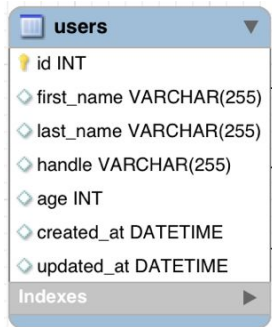 users
id INT
first_name VARCHAR(255)
last_name VARCHAR(255)
handle VARCHAR(255)
age INT
created_at DATETIME
updated_at DATETIME
Indexes